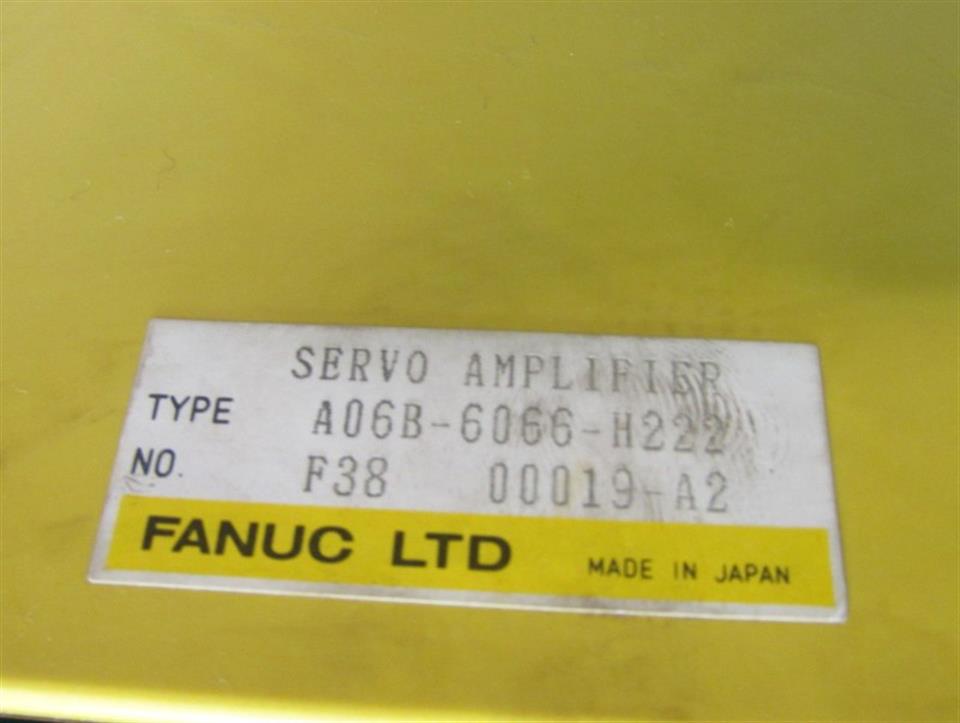 SERVO AMPLIFIER
TYPE A06B-6066-H222
NO. F38 00019-A2
FANUC LTD MADE IN JAPAN